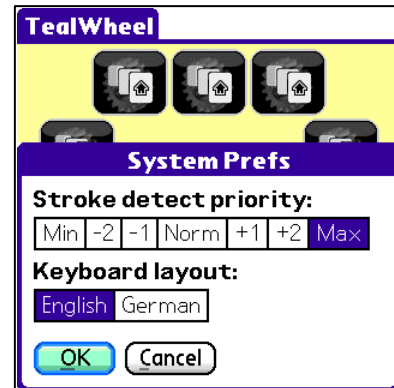 TealWheel
System Prefs
Stroke detect priority:
Min -2 -1 Norm +1 +2 Max
Keyboard layout:
English German
OK Cancel